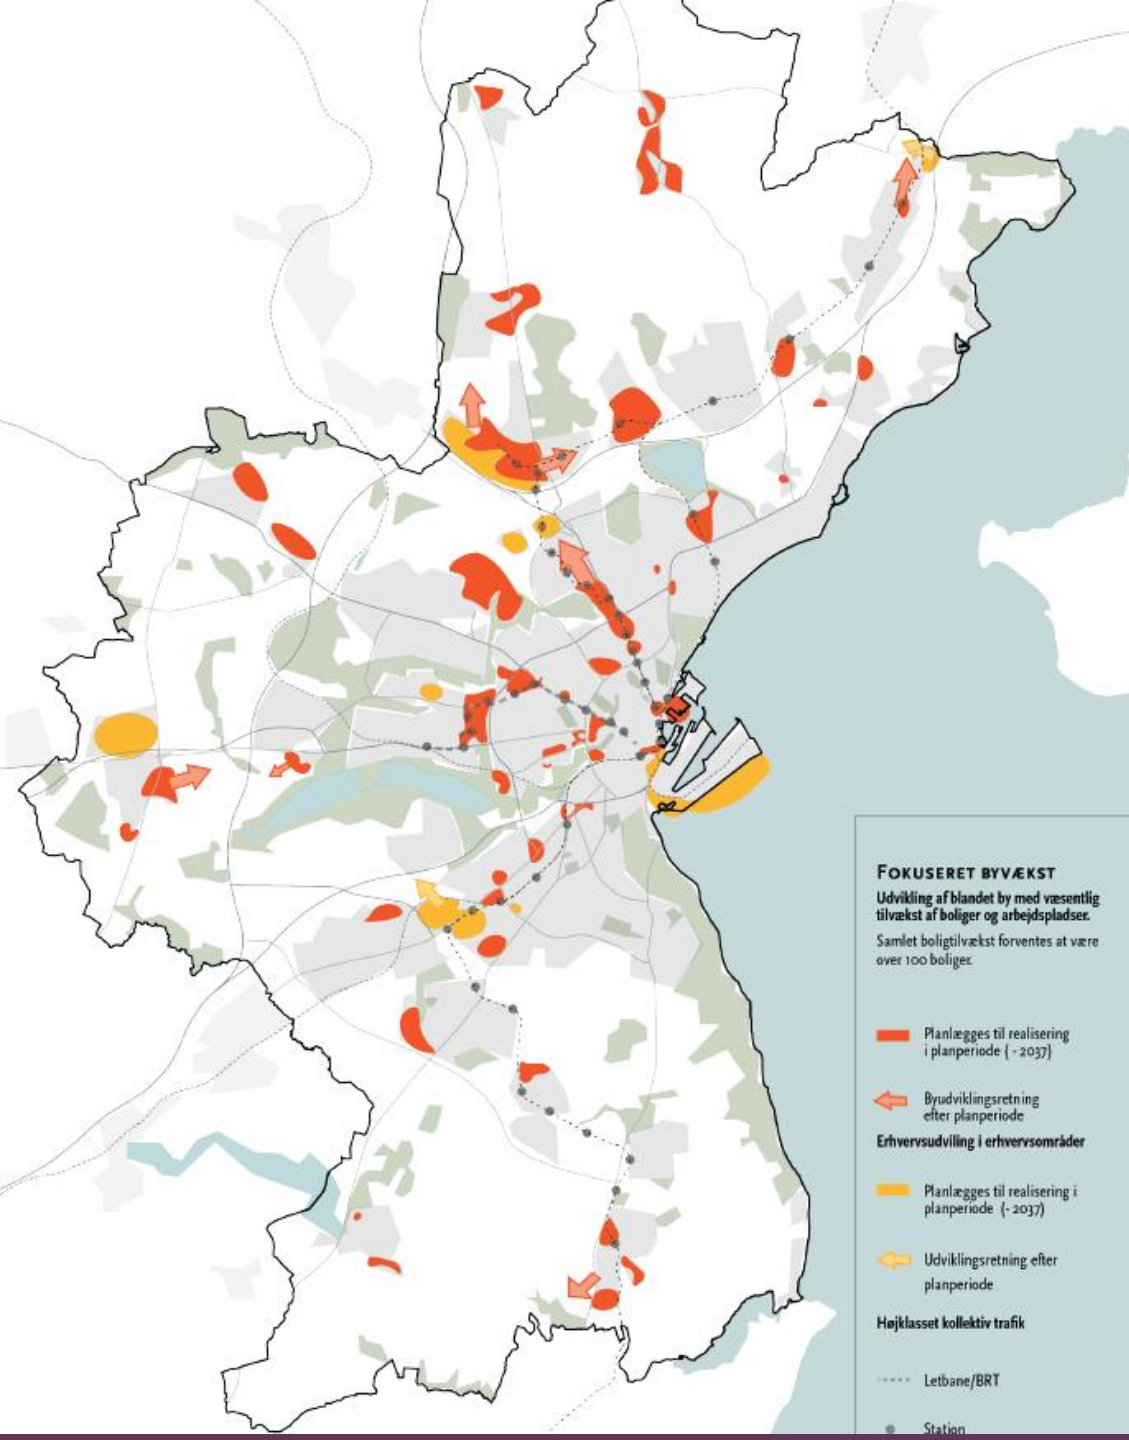 FOKUSERET BYVÆKST
Udvikling af blandet by med væsentlig
tilvækst af boliger og arbejdspladser.
Samlet boligtilvækst forventes at være
over 100 boliger.
Planlægges til realisering
i planperiode ( - 2037)
Byudviklingsretning
efter planperiode
Erhvervsudviling i erhvervsområder
Planlægges til realisering i
planperiode (- 2037)
Udviklingsretning efter
planperiode
Højklasset kollektiv trafik
Letbane/BRT
Station